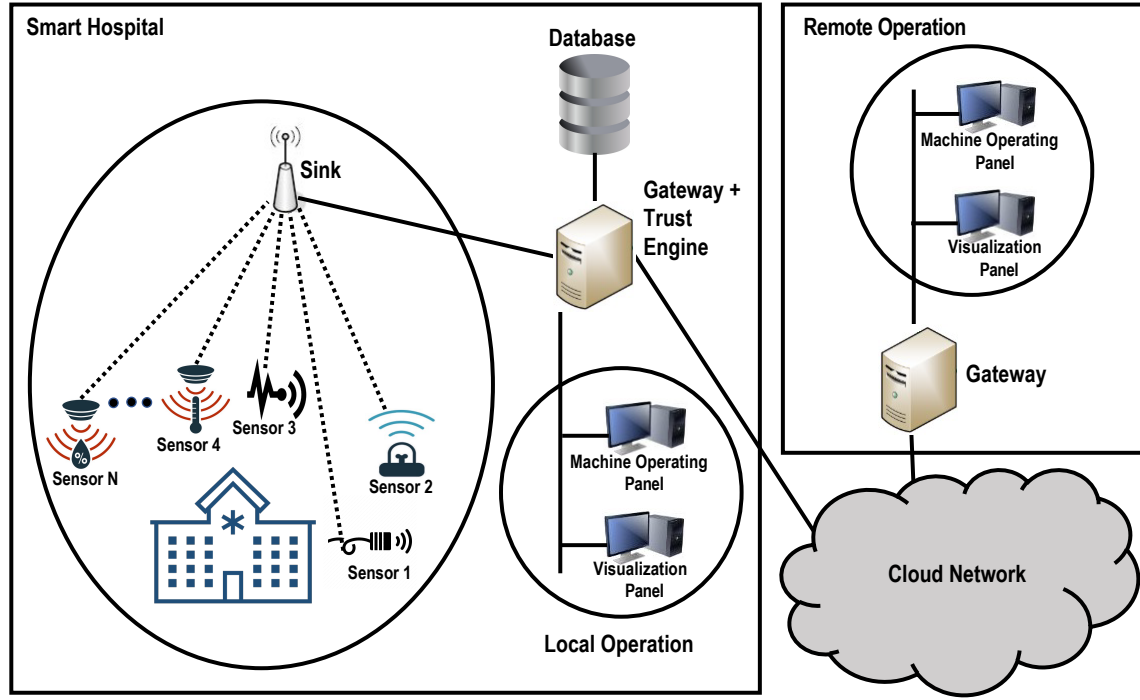 Smart Hospital
Database
Sink
Gateway +
Trust
Engine
Sensor N
%
Sensor 4
Sensor 3
Sensor 2
Sensor 1
Machine Operating
Panel
Visualization
Panel
Local Operation
Remote Operation
Machine Operating
Panel
Visualization
Panel
Gateway
Cloud Network